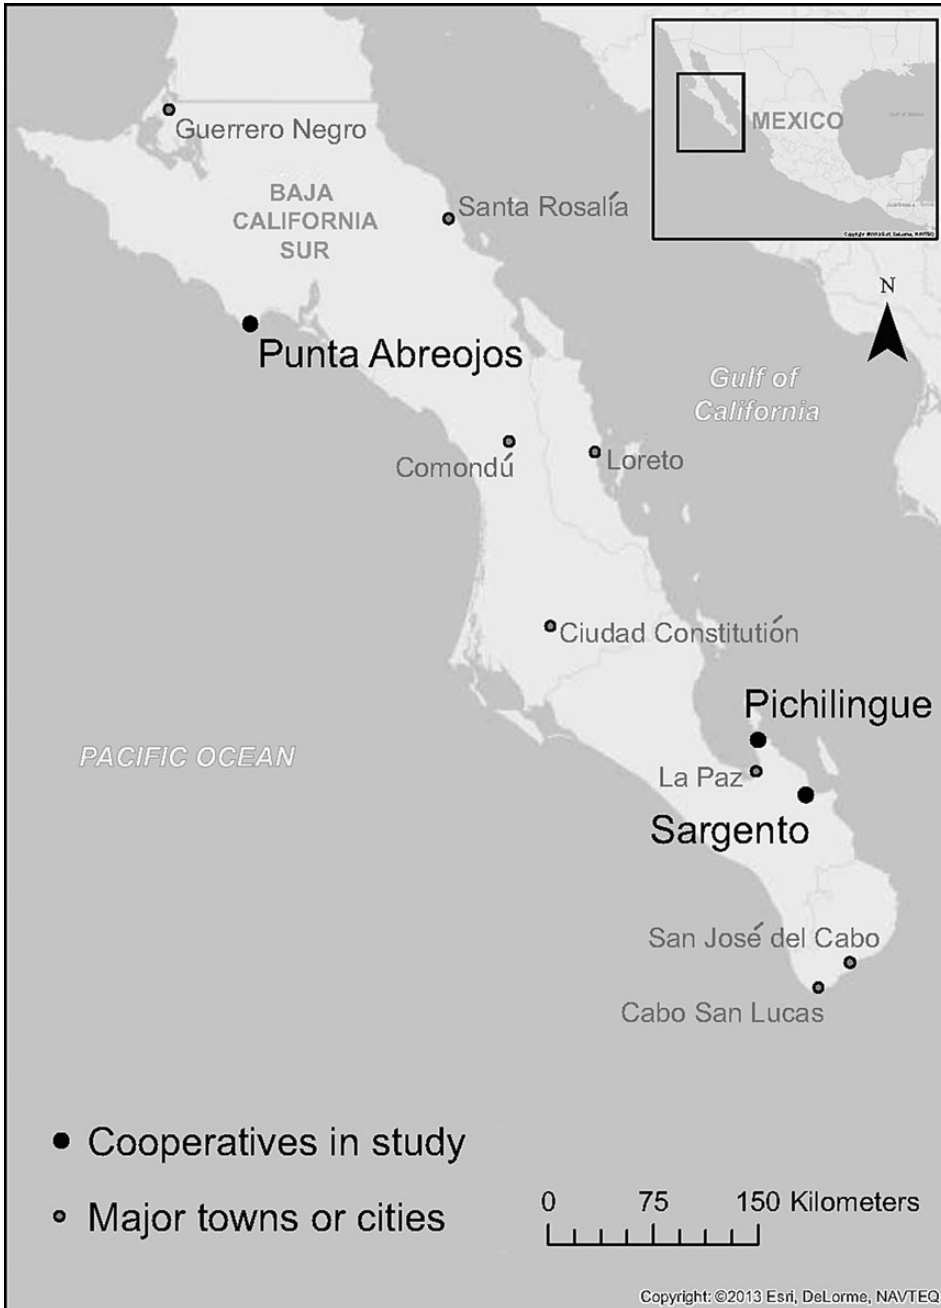 MEXICO
Guerrero Negro
BAJA
CALIFORNIA
SUR
Santa Rosalía
N
Punta Abreojos
Gulf of
California
Comondú
Loreto
Ciudad Constitutión
Pichilingue
PACIFIC OCEAN
La Paz
Sargento
San José del Cabo
Cabo San Lucas
Cooperatives in study
Major towns or cities
0 75 150 Kilometers
Copyright: ©2013 Esri, DeLorme, NAVTEQ